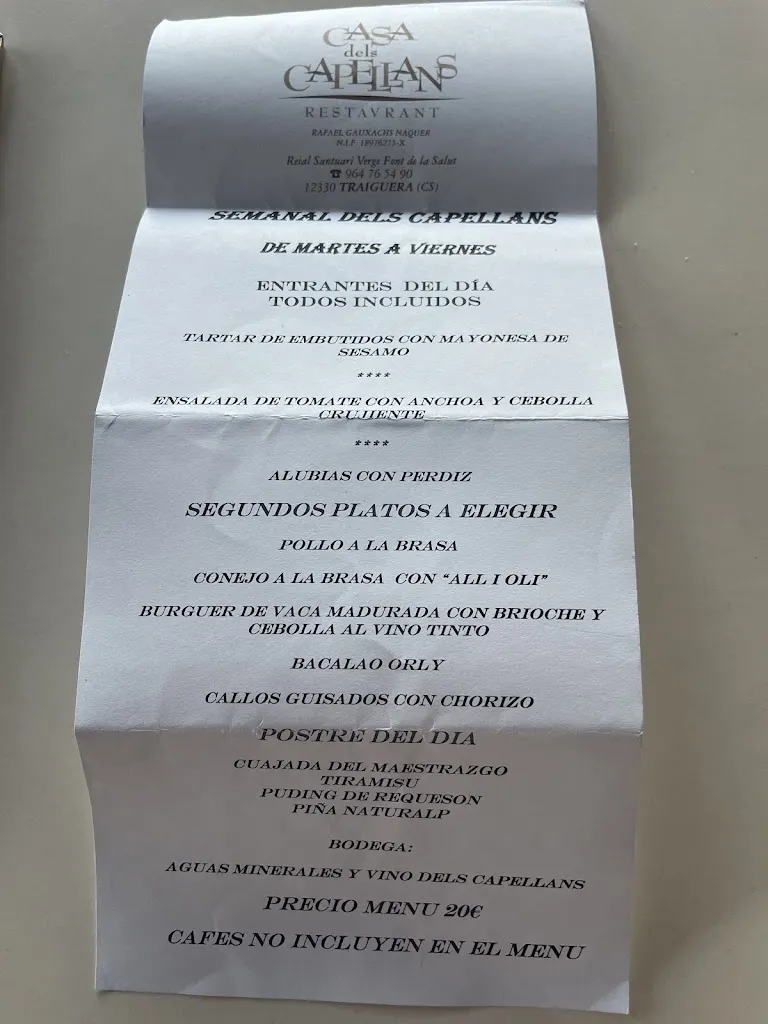 CASA
dels
CAPELLANS
RESTAVRANT
RAFAEL GAUXACHS NAQUER
N.I.F. 18976273-X
Reial Santuari Verge Font de la Salut
☎ 964 76 54 90
12330 TRAIGUERA (CS)
SEMANAL DELS CAPELLANS
DE MARTES A VIERNES
ENTRANTES DEL DÍA
TODOS INCLUIDOS
TARTAR DE EMBUTIDOS CON MAYONESA DE
SESAMO
****
ENSALADA DE TOMATE CON ANCHOA Y CEBOLLA
CRUJIENTE
****
ALUBIAS CON PERDIZ
SEGUNDOS PLATOS A ELEGIR
POLLO A LA BRASA
CONEJO A LA BRASA CON “ALL I OLI”
BURGUER DE VACA MADURADA CON BRIOCHE Y
CEBOLLA AL VINO TINTO
BACALAO ORLY
CALLOS GUISADOS CON CHORIZO
POSTRE DEL DIA
CUAJADA DEL MAESTRAZGO
TIRAMISU
PUDING DE REQUESON
PIÑA NATURALP
BODEGA:
AGUAS MINERALES Y VINO DELS CAPELLANS
PRECIO MENU 20€
CAFES NO INCLUYEN EN EL MENU